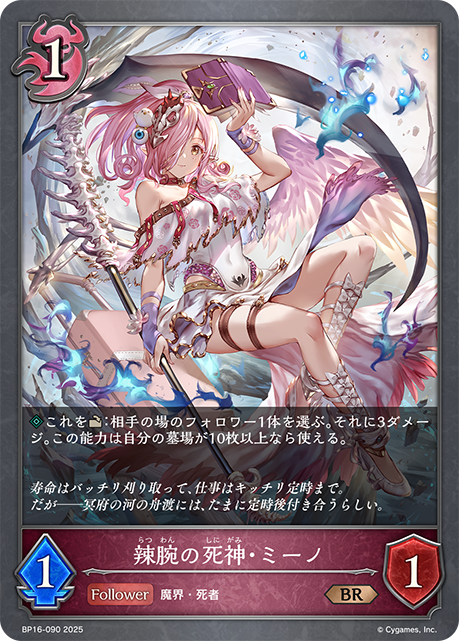 1
これを：相手の場のフォロワー1体を選ぶ。それに3ダメー
ジ。この能力は自分の墓場が10枚以上なら使える。
寿命はバッチリ刈り取って、仕事はキッチリ定時まで。
だが――冥府の河の舟渡には、たまに定時後付き合うらしい。
らつ わん しに がみ
辣腕の死神・ミーノ
1
Follower 魔界・死者 BR
1
BP16-090 2025 © Cygames, Inc.